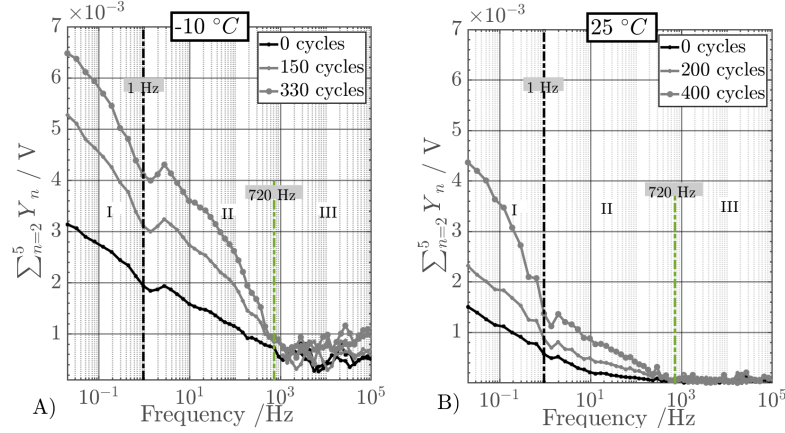 ×10⁻³
-10 °C
7
6
5
4
3
2
1
∑⁵ₙ₌₂ Yₙ / V
0 cycles
150 cycles
330 cycles
1 Hz
720 Hz
I
II
III
10⁻¹
10¹
10³
10⁵
A)
Frequency /Hz
×10⁻³
25 °C
7
6
5
4
3
2
1
∑⁵ₙ₌₂ Yₙ / V
0 cycles
200 cycles
400 cycles
1 Hz
720 Hz
I
II
III
10⁻¹
10¹
10³
10⁵
B)
Frequency /Hz